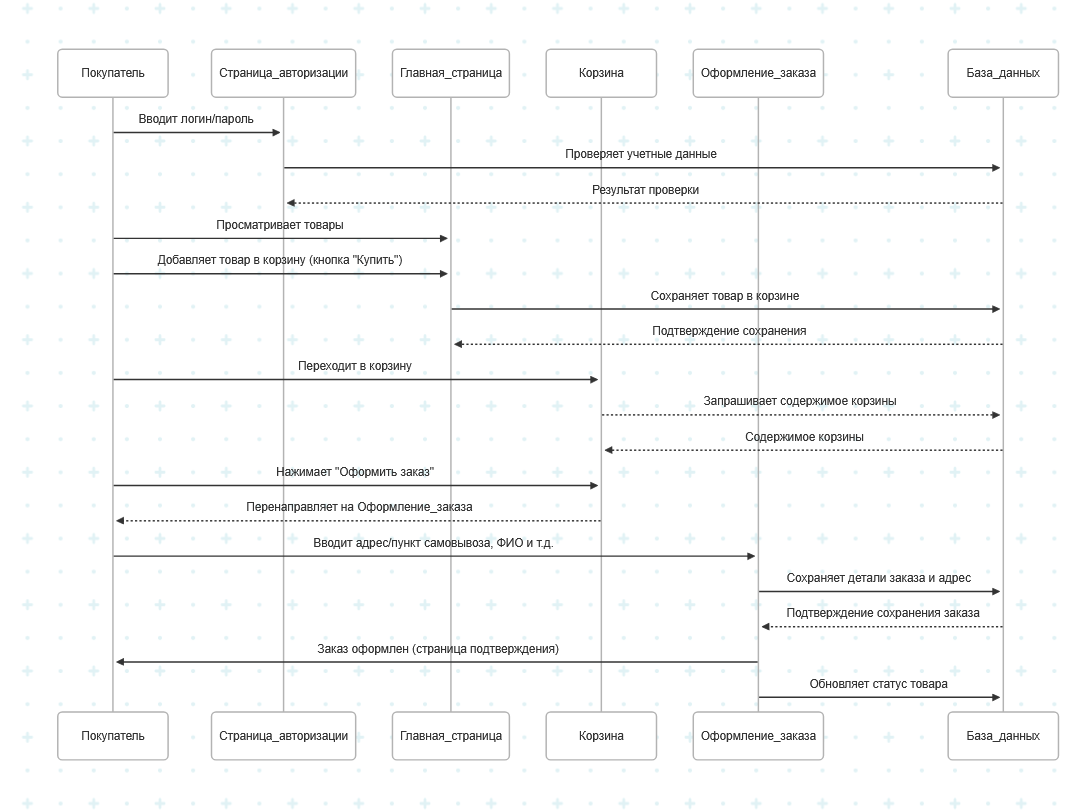 Покупатель
Страница_авторизации
Главная_страница
Корзина
Оформление_заказа
База_данных
Вводит логин/пароль
Проверяет учетные данные
Результат проверки
Просматривает товары
Добавляет товар в корзину (кнопка "Купить")
Сохраняет товар в корзине
Подтверждение сохранения
Переходит в корзину
Запрашивает содержимое корзины
Содержимое корзины
Нажимает "Оформить заказ"
Перенаправляет на Оформление_заказа
Вводит адрес/пункт самовывоза, ФИО и т.д.
Сохраняет детали заказа и адрес
Подтверждение сохранения заказа
Заказ оформлен (страница подтверждения)
Обновляет статус товара
Покупатель
Страница_авторизации
Главная_страница
Корзина
Оформление_заказа
База_данных